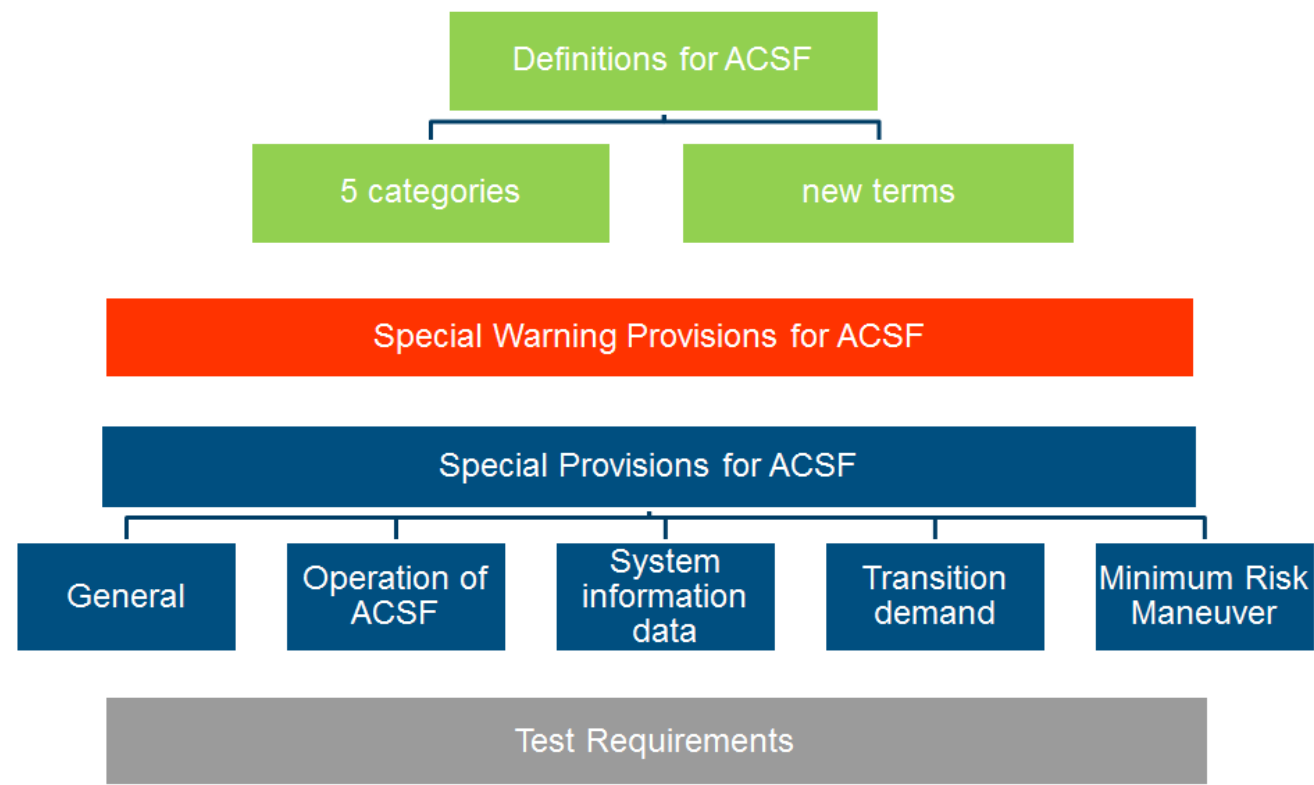 Definitions for ACSF
5 categories
new terms
Special Warning Provisions for ACSF
Special Provisions for ACSF
General
Operation of
ACSF
System
information
data
Transition
demand
Minimum Risk
Maneuver
Test Requirements